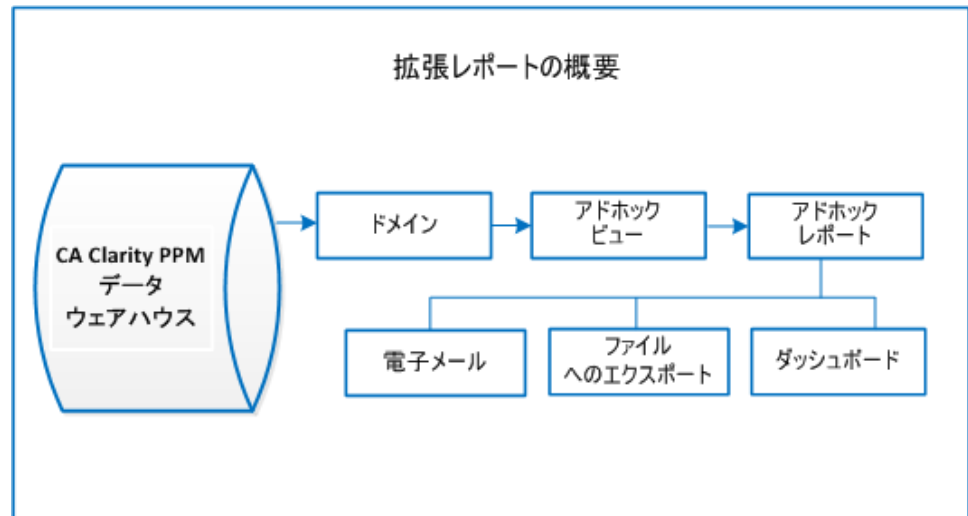 拡張レポートの概要
CA Clarity PPM
データ
ウェアハウス
ドメイン
アドホック
ビュー
アドホック
レポート
電子メール
ファイル
へのエクスポート
ダッシュボード